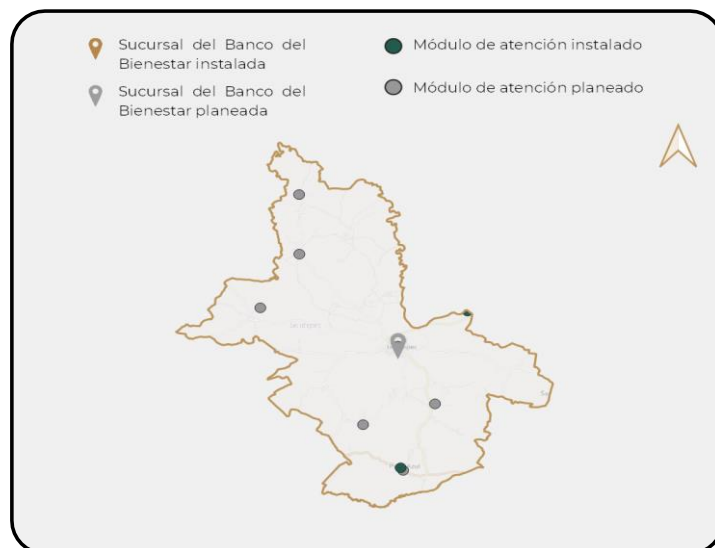 Sucursal del Banco del
Bienestar instalada
Sucursal del Banco del
Bienestar planeada
Módulo de atención instalado
Módulo de atención planeado